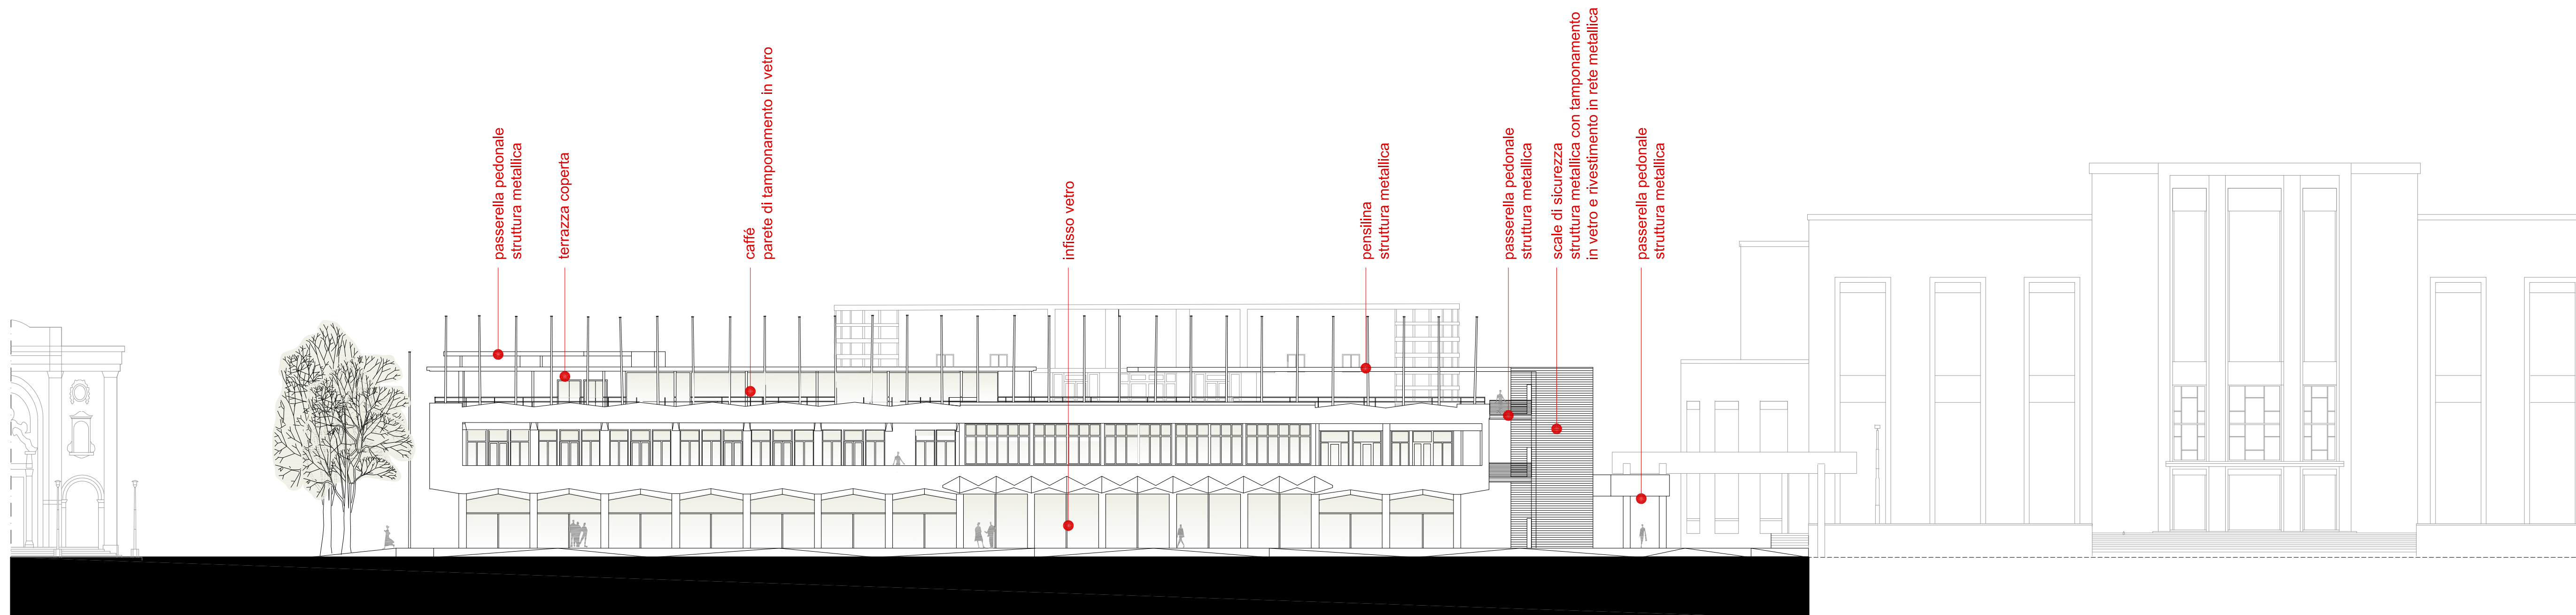 passerella pedonale
struttura metallica
terrazza coperta
caffé
parete di tamponamento in vetro
infisso vetro
pensilina
struttura metallica
passerella pedonale
struttura metallica
scale di sicurezza
struttura metallica con tamponamento
in vetro e rivestimento in rete metallica
passerella pedonale
struttura metallica